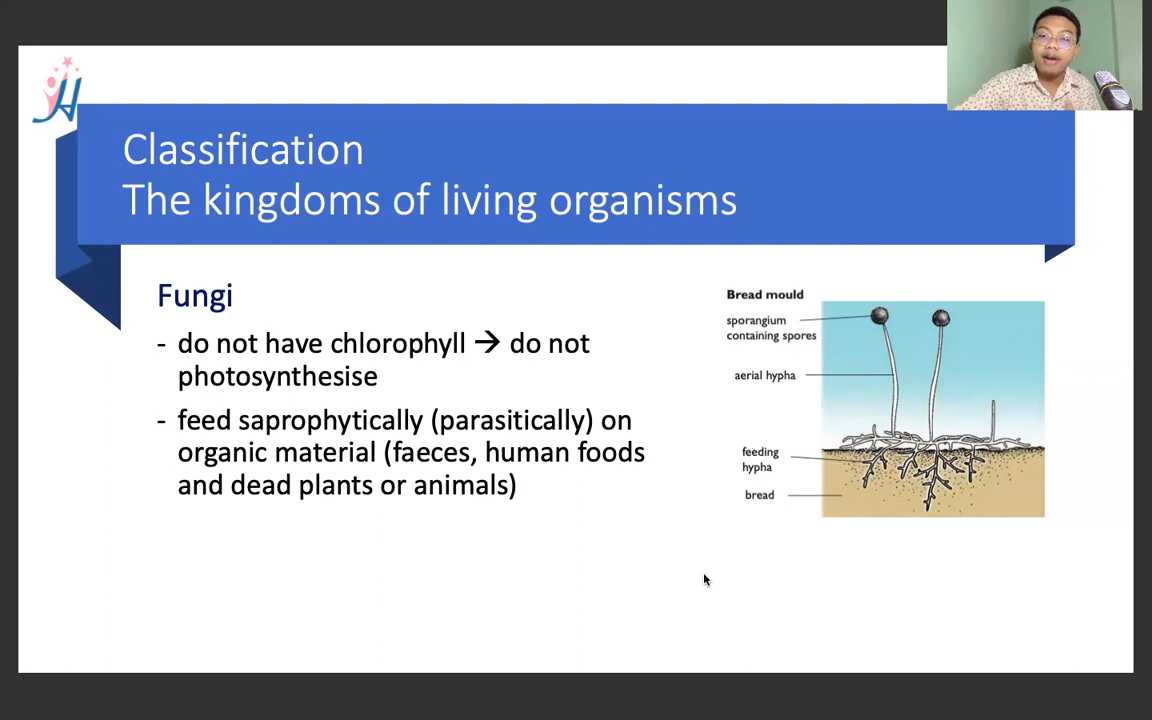 Classification
The kingdoms of living organisms
Fungi
- do not have chlorophyll → do not
photosynthesise
- feed saprophytically (parasitically) on
organic material (faeces, human foods
and dead plants or animals)
Bread mould
sporangium
containing spores
aerial hypha
feeding
hypha
bread